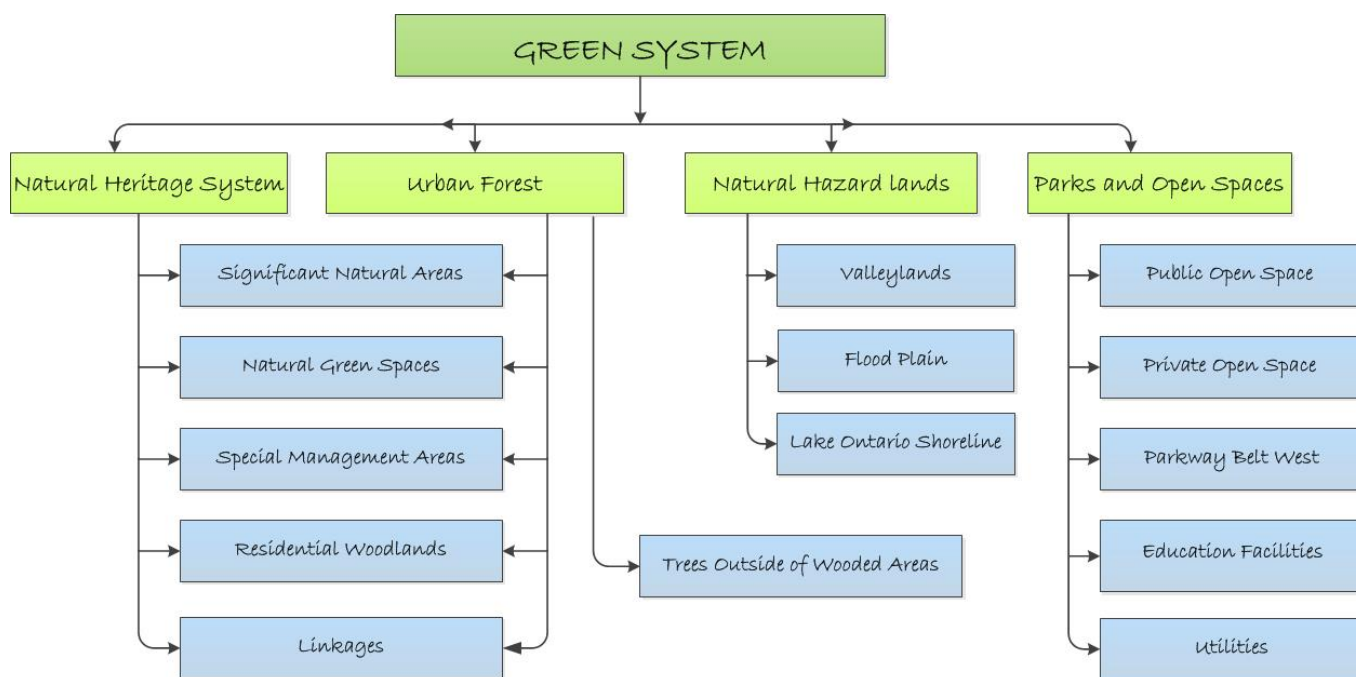 GREEN SYSTEM
Natural Heritage System
Urban Forest
Natural Hazard lands
Parks and Open Spaces
Significant Natural Areas
Natural Green Spaces
Special Management Areas
Residential Woodlands
Linkages
Trees Outside of Wooded Areas
Valleylands
Flood Plain
Lake Ontario Shoreline
Public Open Space
Private Open Space
Parkway Belt West
Education Facilities
Utilities